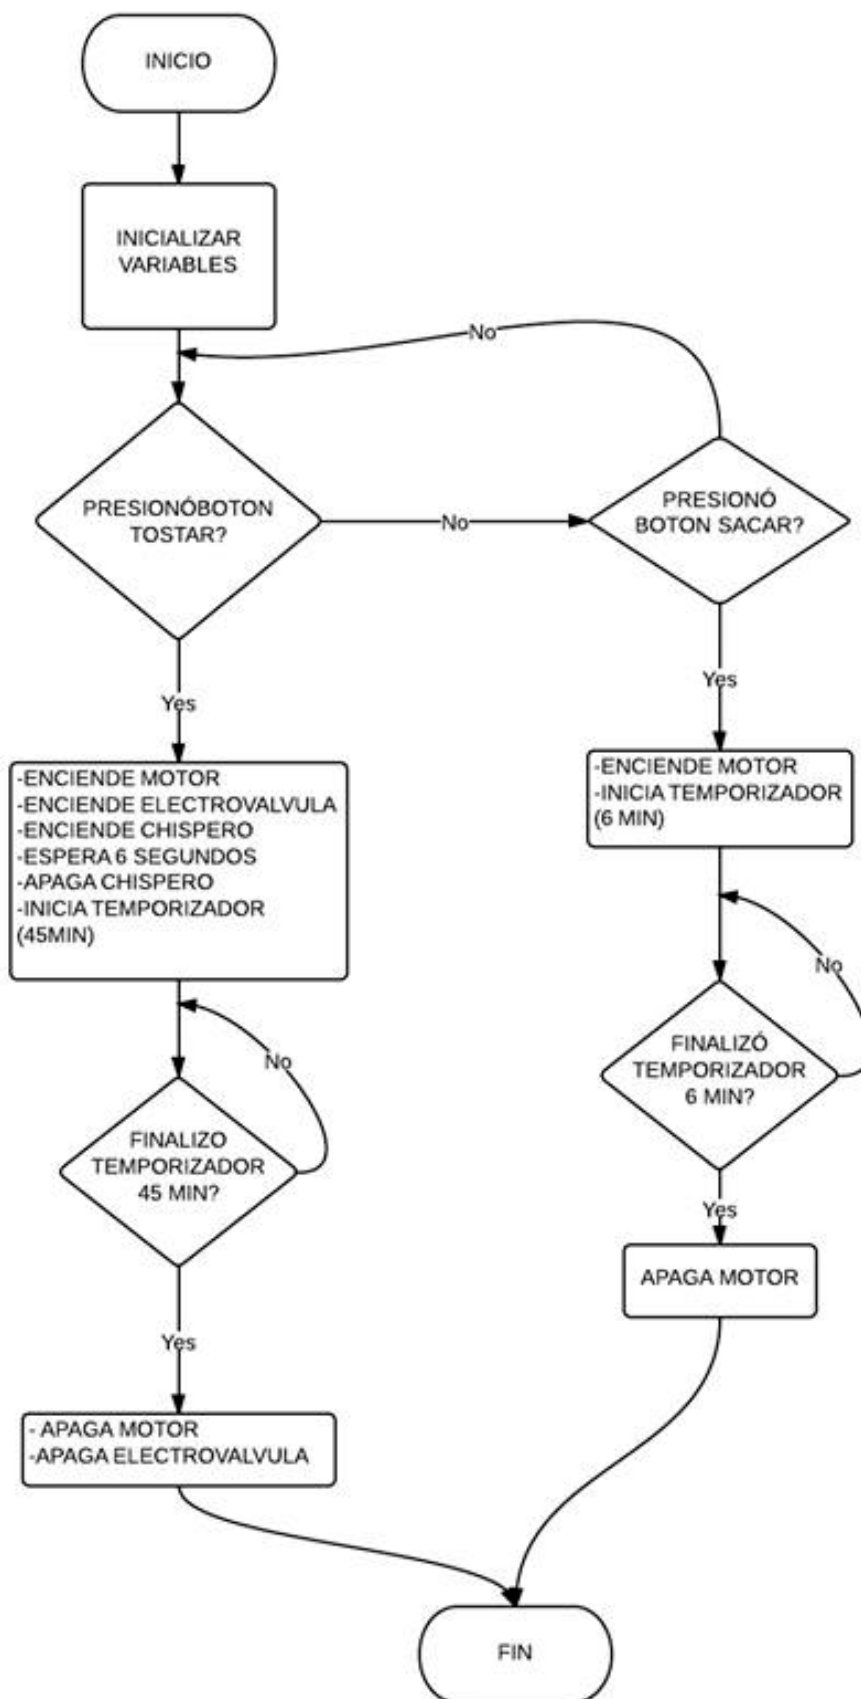 INICIO
INICIALIZAR
VARIABLES
No
PRESIONÓBOTON
TOSTAR?
No
PRESIONÓ
BOTON SACAR?
Yes
-ENCIENDE MOTOR
-ENCIENDE ELECTROVALVULA
-ENCIENDE CHISPERO
-ESPERA 6 SEGUNDOS
-APAGA CHISPERO
-INICIA TEMPORIZADOR
(45MIN)
No
FINALIZO
TEMPORIZADOR
45 MIN?
Yes
- APAGA MOTOR
-APAGA ELECTROVALVULA
Yes
-ENCIENDE MOTOR
-INICIA TEMPORIZADOR
(6 MIN)
No
FINALIZÓ
TEMPORIZADOR
6 MIN?
Yes
APAGA MOTOR
FIN